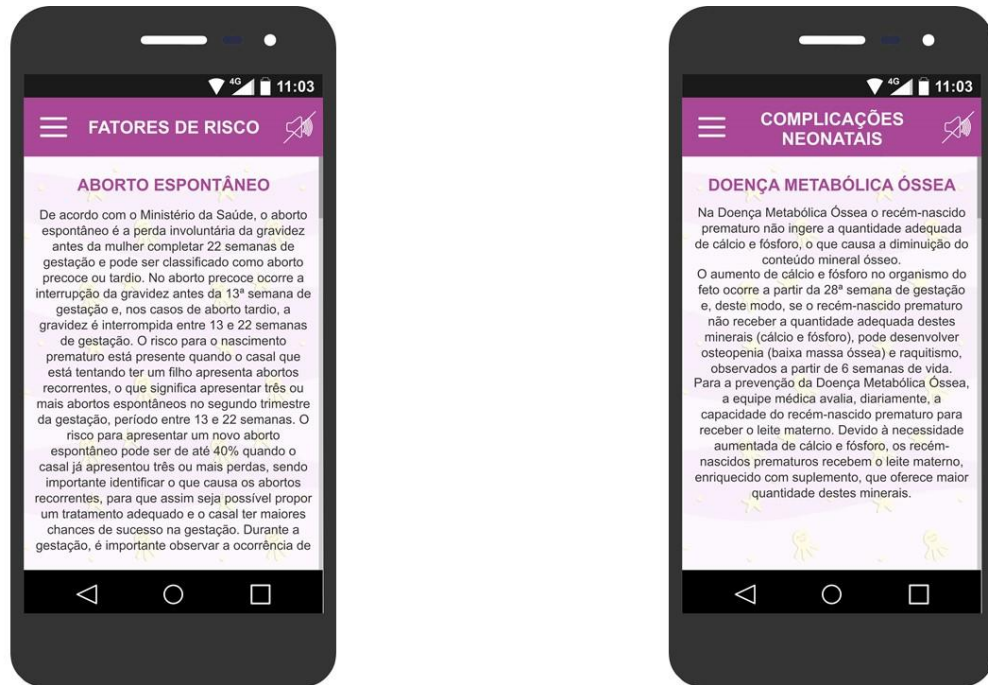 4G 11:03
FATORES DE RISCO
ABORTO ESPONTÂNEO
De acordo com o Ministério da Saúde, o aborto
espontâneo é a perda involuntária da gravidez
antes da mulher completar 22 semanas de
gestação e pode ser classificado como aborto
precoce ou tardio. No aborto precoce ocorre a
interrupção da gravidez antes da 13ª semana de
gestação e, nos casos de aborto tardio, a
gravidez é interrompida entre 13 e 22 semanas
de gestação. O risco para o nascimento
prematuro está presente quando o casal que
está tentando ter um filho apresenta abortos
recorrentes, o que significa apresentar três ou
mais abortos espontâneos no segundo trimestre
da gestação, período entre 13 e 22 semanas. O
risco para apresentar um novo aborto
espontâneo pode ser de até 40% quando o
casal já apresentou três ou mais perdas, sendo
importante identificar o que causa os abortos
recorrentes, para que assim seja possível propor
um tratamento adequado e o casal ter maiores
chances de sucesso na gestação. Durante a
gestação, é importante observar a ocorrência de
4G 11:03
COMPLICAÇÕES
NEONATAIS
DOENÇA METABÓLICA ÓSSEA
Na Doença Metabólica Óssea o recém-nascido
prematuro não ingere a quantidade adequada
de cálcio e fósforo, o que causa a diminuição do
conteúdo mineral ósseo.
O aumento de cálcio e fósforo no organismo do
feto ocorre a partir da 28ª semana de gestação
e, deste modo, se o recém-nascido prematuro
não receber a quantidade adequada destes
minerais (cálcio e fósforo), pode desenvolver
osteopenia (baixa massa óssea) e raquitismo,
observados a partir de 6 semanas de vida.
Para a prevenção da Doença Metabólica Óssea,
a equipe médica avalia, diariamente, a
capacidade do recém-nascido prematuro para
receber o leite materno. Devido à necessidade
aumentada de cálcio e fósforo, os recém-
nascidos prematuros recebem o leite materno,
enriquecido com suplemento, que oferece maior
quantidade destes minerais.